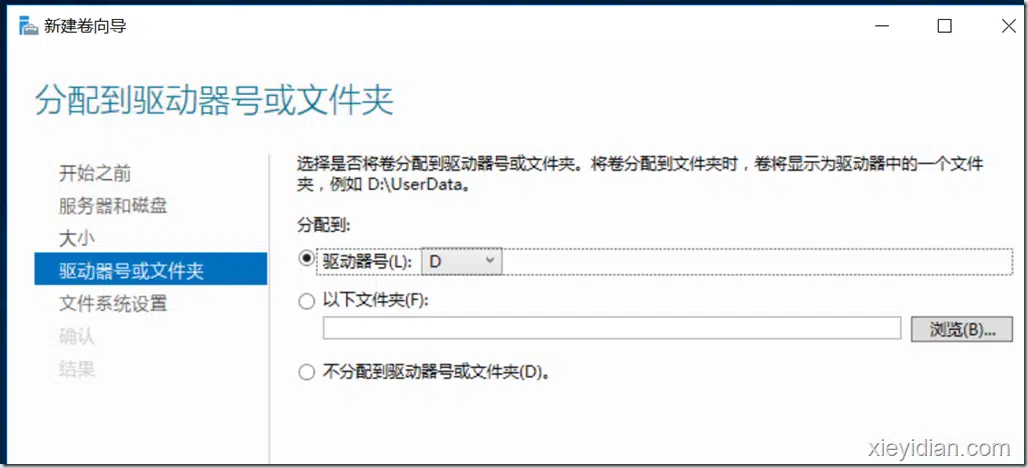 新建卷向导
分配到驱动器号或文件夹
开始之前
服务器和磁盘
大小
驱动器号或文件夹
文件系统设置
确认
结果
选择是否将卷分配到驱动器号或文件夹。将卷分配到文件夹时，卷将显示为驱动器中的一个文件
夹，例如 D:\UserData。
分配到:
驱动器号(L): D
以下文件夹(F):
浏览(B)...
不分配到驱动器号或文件夹(D)。
xieyidian.com